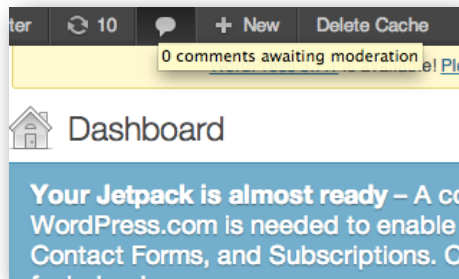 ter 10 + New Delete Cache
0 comments awaiting moderation
e! Ple
Dashboard
Your Jetpack is almost ready – A co
WordPress.com is needed to enable
Contact Forms, and Subscriptions. C